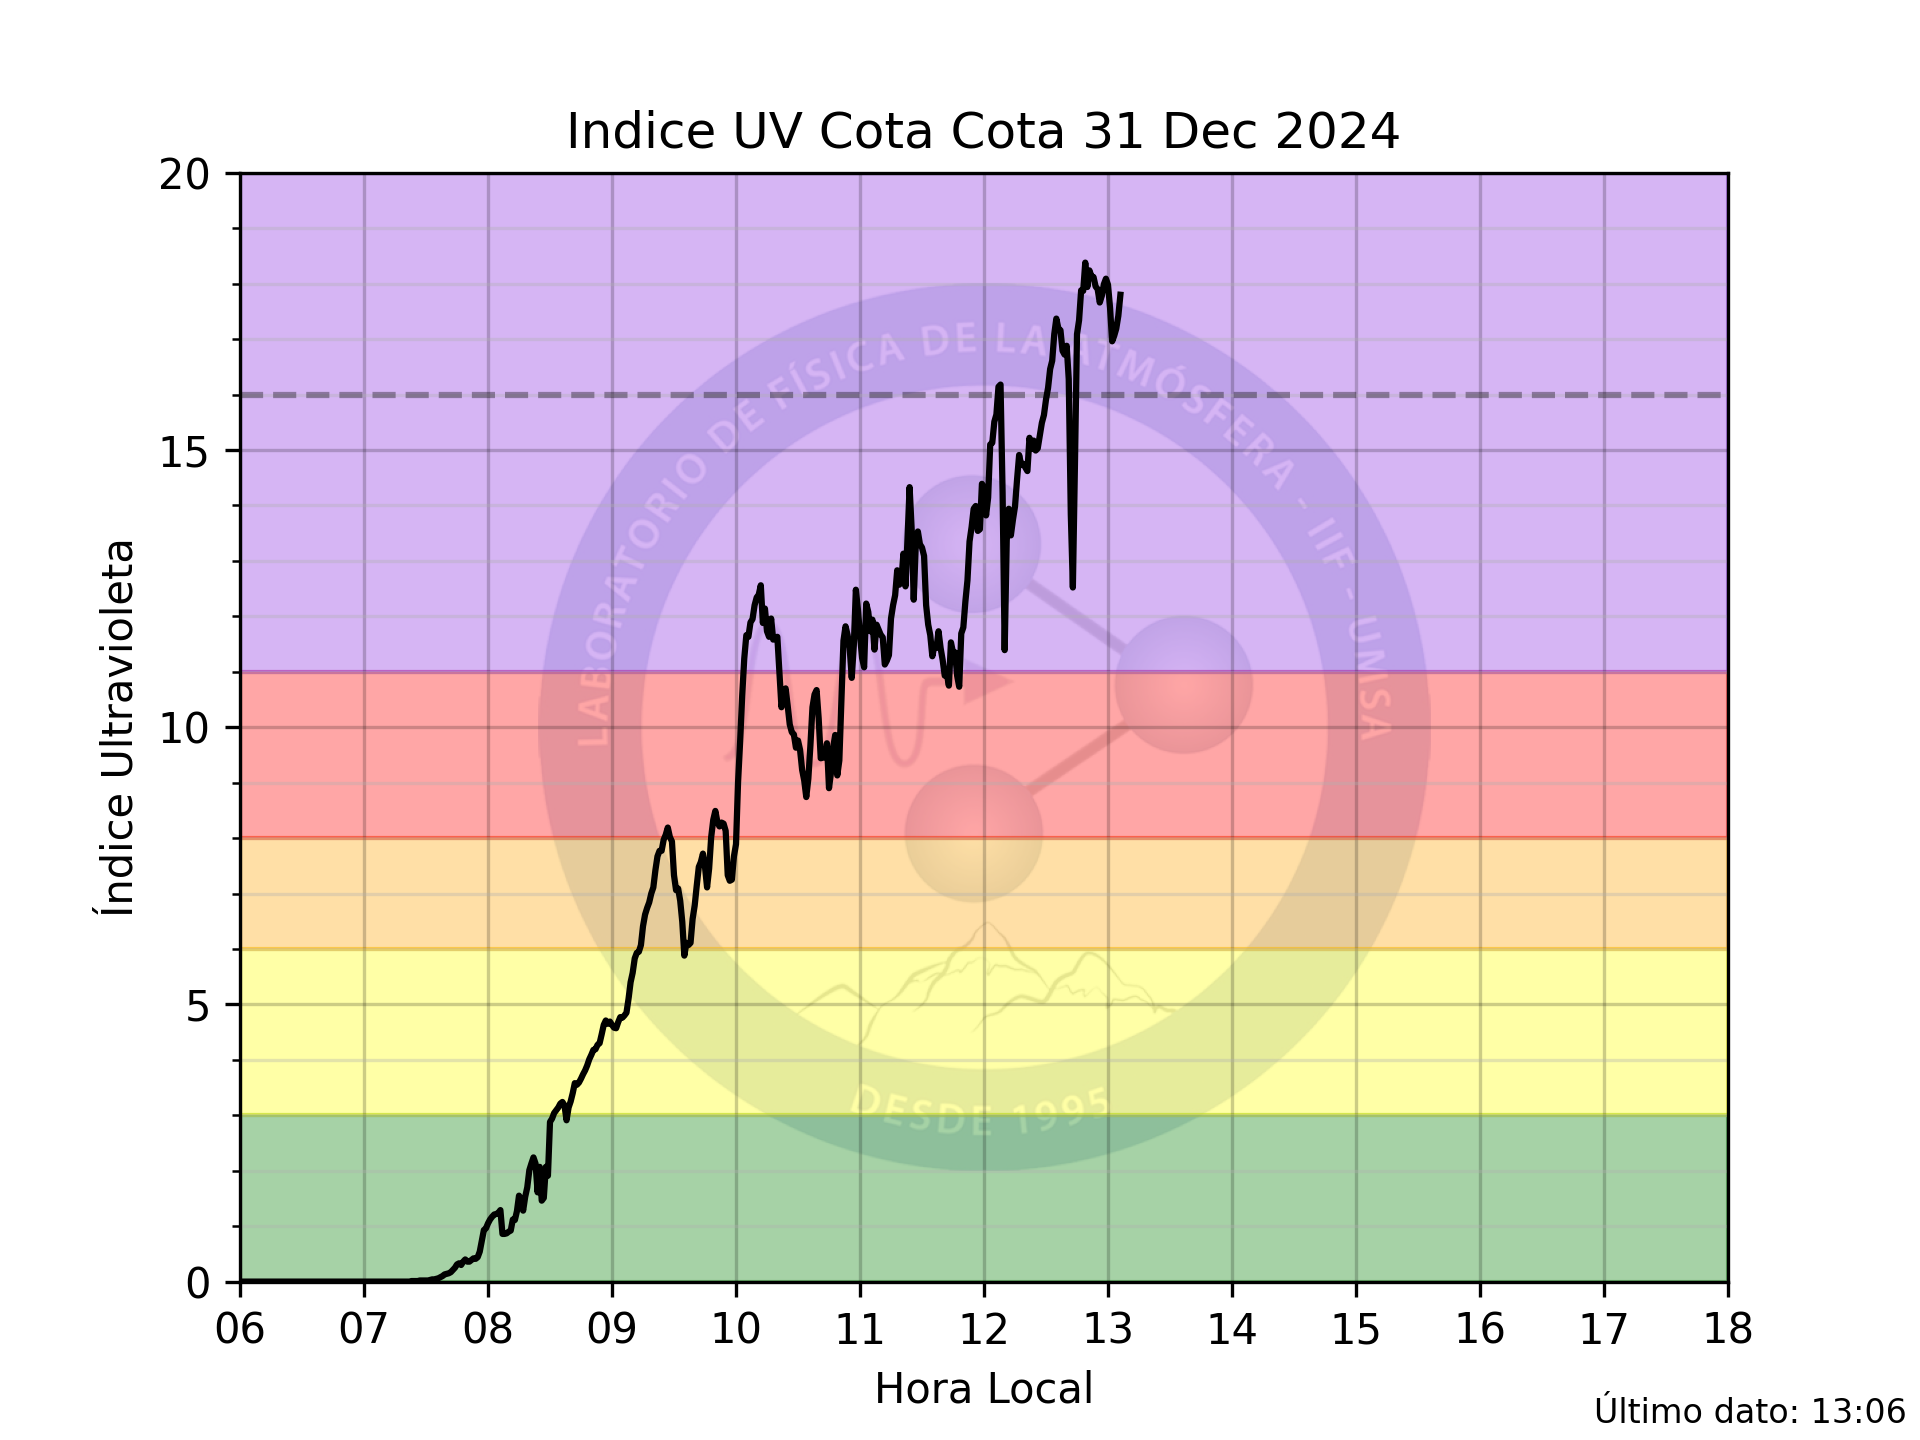 Indice UV Cota Cota 31 Dec 2024
20
15
10
5
0
Índice Ultravioleta
LABORATORIO DE FÍSICA DE LA ATMÓSFERA - IIF - UMSA
DESDE 1995
06 07 08 09 10 11 12 13 14 15 16 17 18
Hora Local
Último dato: 13:06